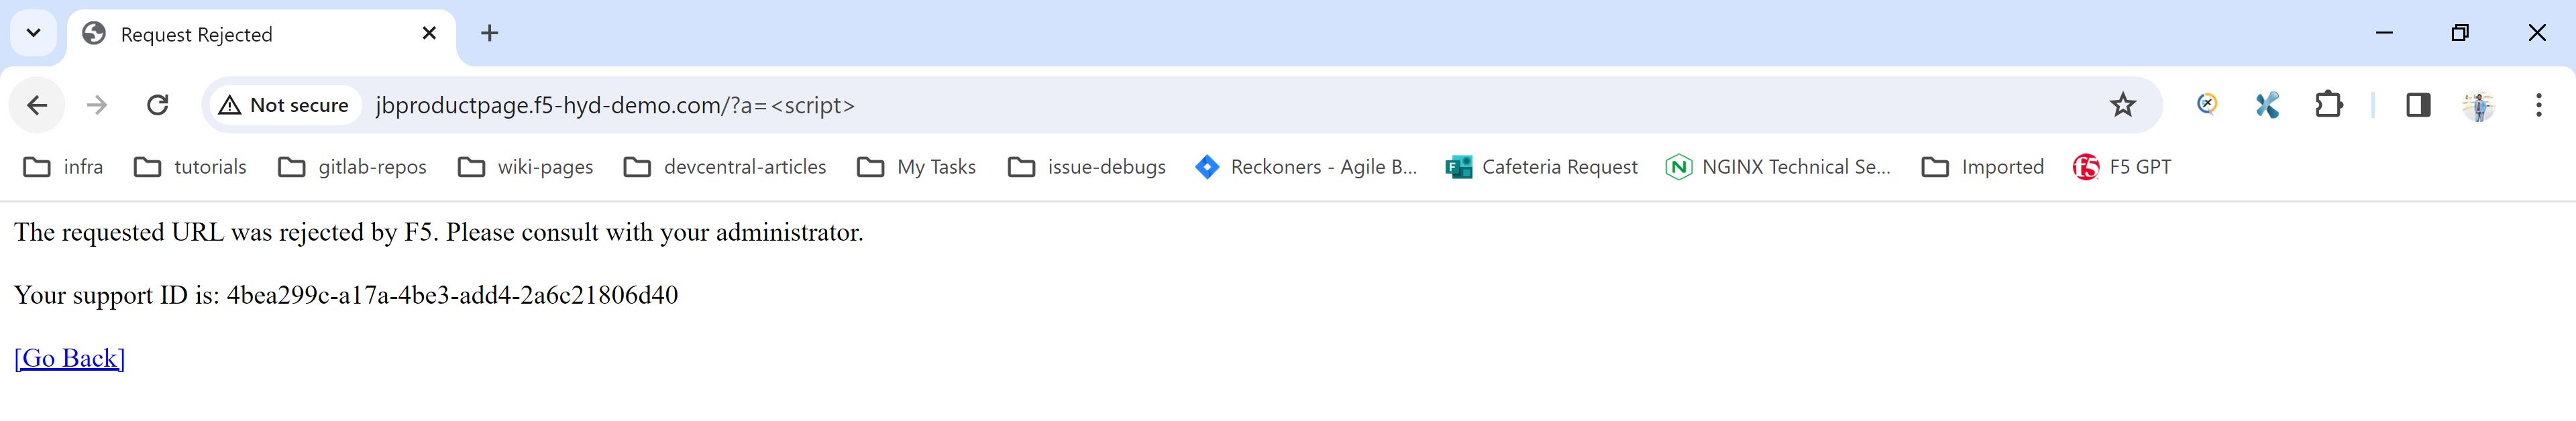 Request Rejected
Not secure jbproductpage.f5-hyd-demo.com/?a=<script>
infra tutorials gitlab-repos wiki-pages devcentral-articles My Tasks issue-debugs Reckoners - Agile B... Cafeteria Request NGINX Technical Se... Imported F5 GPT
The requested URL was rejected by F5. Please consult with your administrator.
Your support ID is: 4bea299c-a17a-4be3-add4-2a6c21806d40
[Go Back]